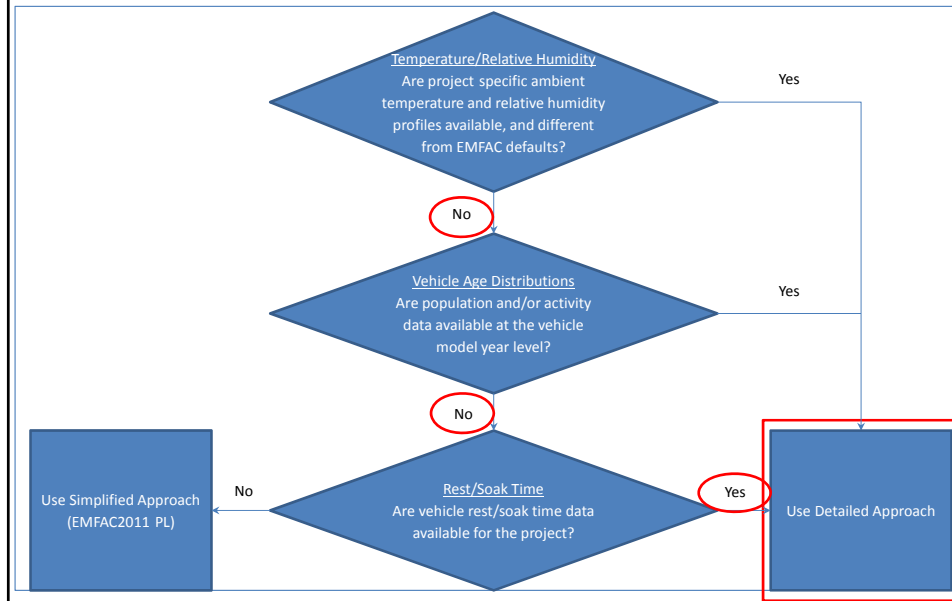 Temperature/Relative Humidity
Are project specific ambient
temperature and relative humidity
profiles available, and different
from EMFAC defaults?
Yes
No
Vehicle Age Distributions
Are population and/or activity
data available at the vehicle
model year level?
Yes
No
Use Simplified Approach
(EMFAC2011 PL)
No
Rest/Soak Time
Are vehicle rest/soak time data
available for the project?
Yes
Use Detailed Approach